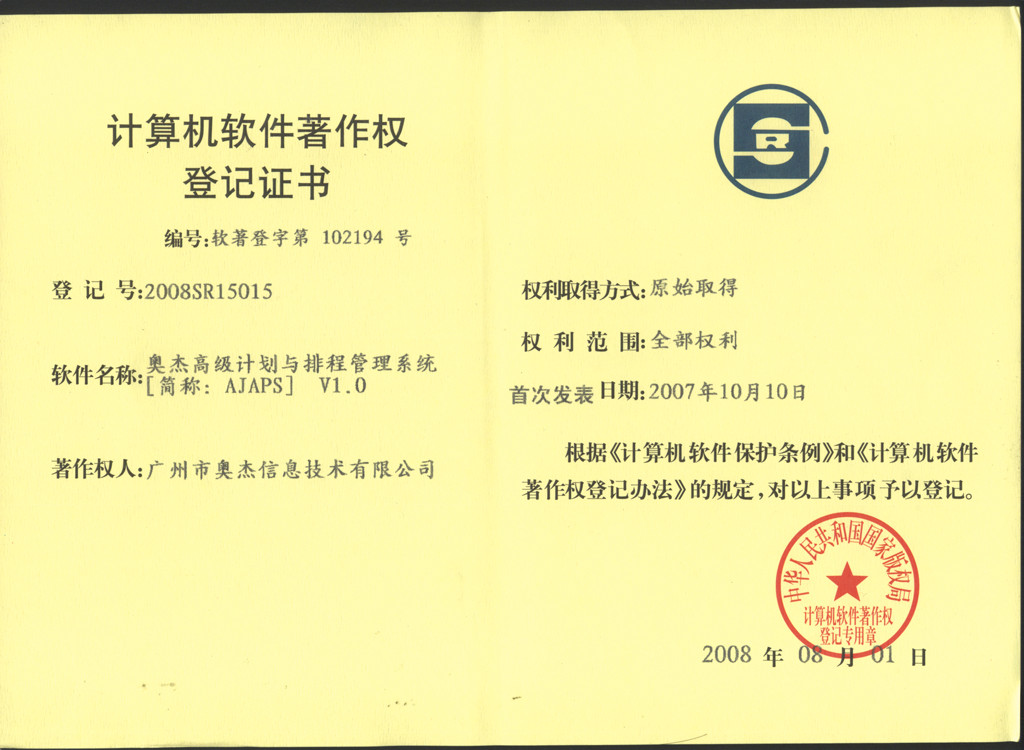 计算机软件著作权
登记证书
编号:软著登字第 102194 号
登 记 号:2008SR15015
软件名称:奥杰高级计划与排程管理系统
[简称: AJAPS] V1.0
著作权人:广州市奥杰信息技术有限公司
SR
权利取得方式:原始取得
权 利 范 围:全部权利
首次发表日期:2007年10月10日
根据《计算机软件保护条例》和《计算机软件
著作权登记办法》的规定,对以上事项予以登记。
中华人民共和国国家版权局
计算机软件著作权
登记专用章
2008 年 08 月 01 日